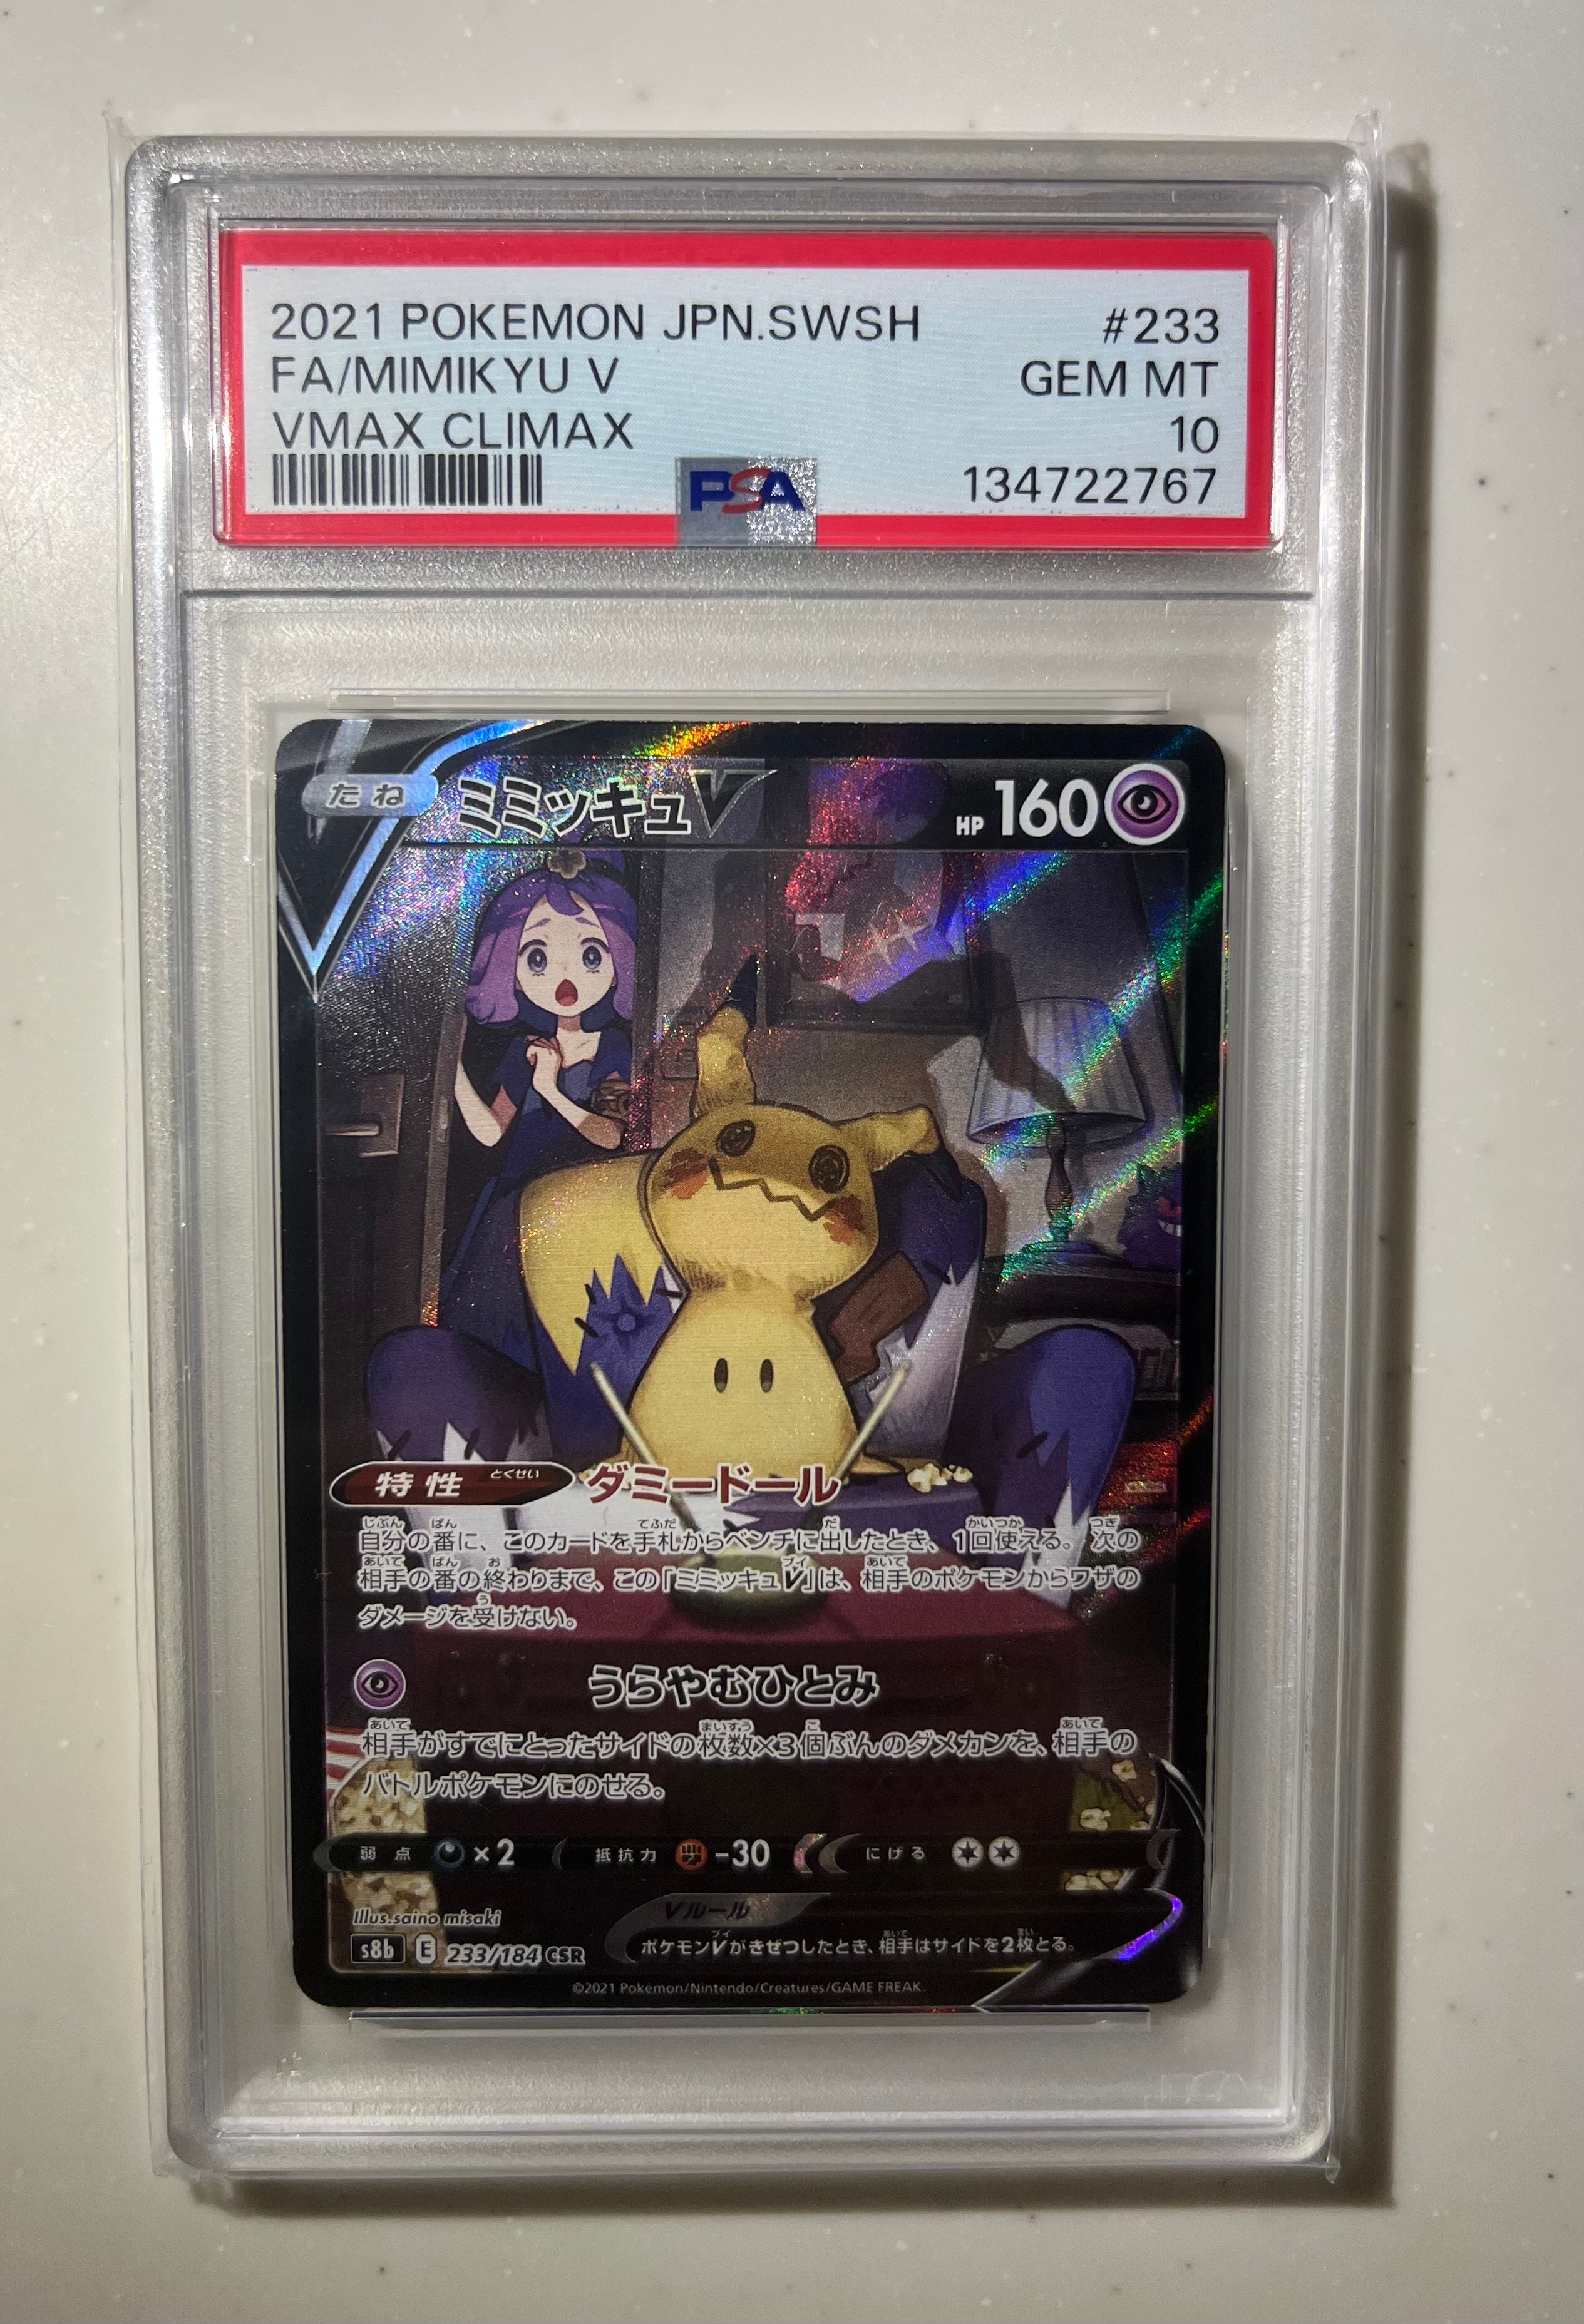 2021 POKEMON JPN.SWSH #233
FA/MIMIKYU V GEM MT
VMAX CLIMAX 10
PSA 134722767
たね ミミッキュV HP 160
特性 とくせい ダミードール
自分の番に、このカードを手札からベンチに出したとき、1回使える。次の
相手の番の終わりまで、この「ミミッキュV」は、相手のポケモンからワザの
ダメージを受けない。
うらやむひとみ
相手がすでにとったサイドの枚数×3個ぶんのダメカンを、相手の
バトルポケモンにのせる。
弱点 ×2 抵抗力 -30 にげる
Illus.saino misaki
Vルール
s8b E 233/184 CSR
ポケモンVがきぜつしたとき、相手はサイドを2枚とる。
©2021 Pokémon/Nintendo/Creatures/GAME FREAK.